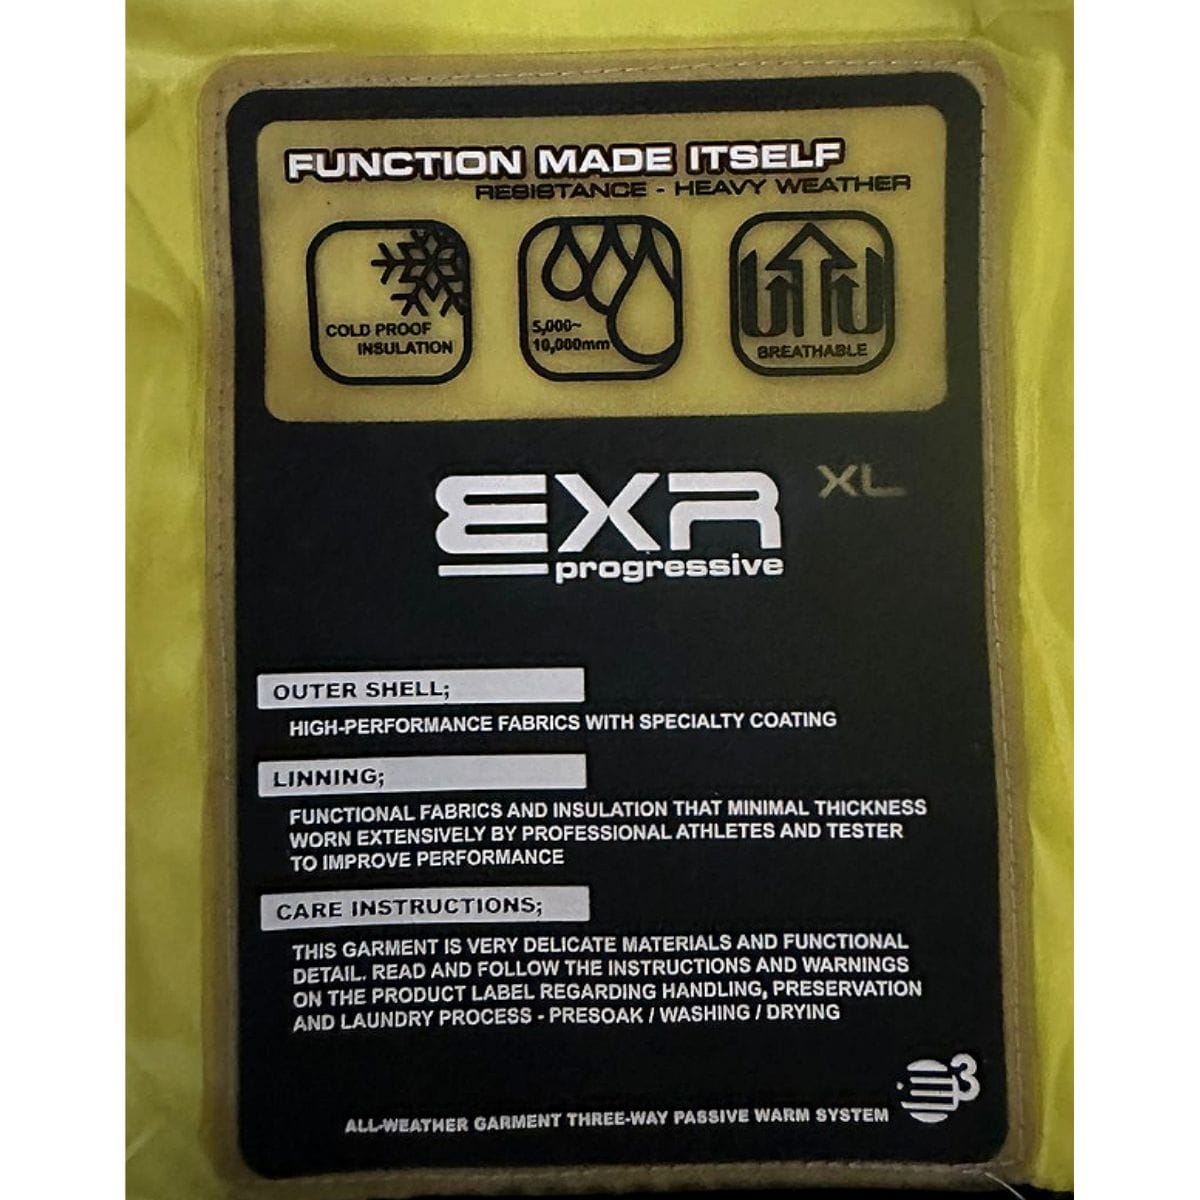 FUNCTION MADE ITSELF
RESISTANCE - HEAVY WEATHER
COLD PROOF
INSULATION
5,000~
10,000mm
BREATHABLE
EXR
XL
progressive
OUTER SHELL;
HIGH-PERFORMANCE FABRICS WITH SPECIALTY COATING
LINNING;
FUNCTIONAL FABRICS AND INSULATION THAT MINIMAL THICKNESS
WORN EXTENSIVELY BY PROFESSIONAL ATHLETES AND TESTER
TO IMPROVE PERFORMANCE
CARE INSTRUCTIONS;
THIS GARMENT IS VERY DELICATE MATERIALS AND FUNCTIONAL
DETAIL. READ AND FOLLOW THE INSTRUCTIONS AND WARNINGS
ON THE PRODUCT LABEL REGARDING HANDLING, PRESERVATION
AND LAUNDRY PROCESS - PRESOAK / WASHING / DRYING
3
ALL-WEATHER GARMENT THREE-WAY PASSIVE WARM SYSTEM